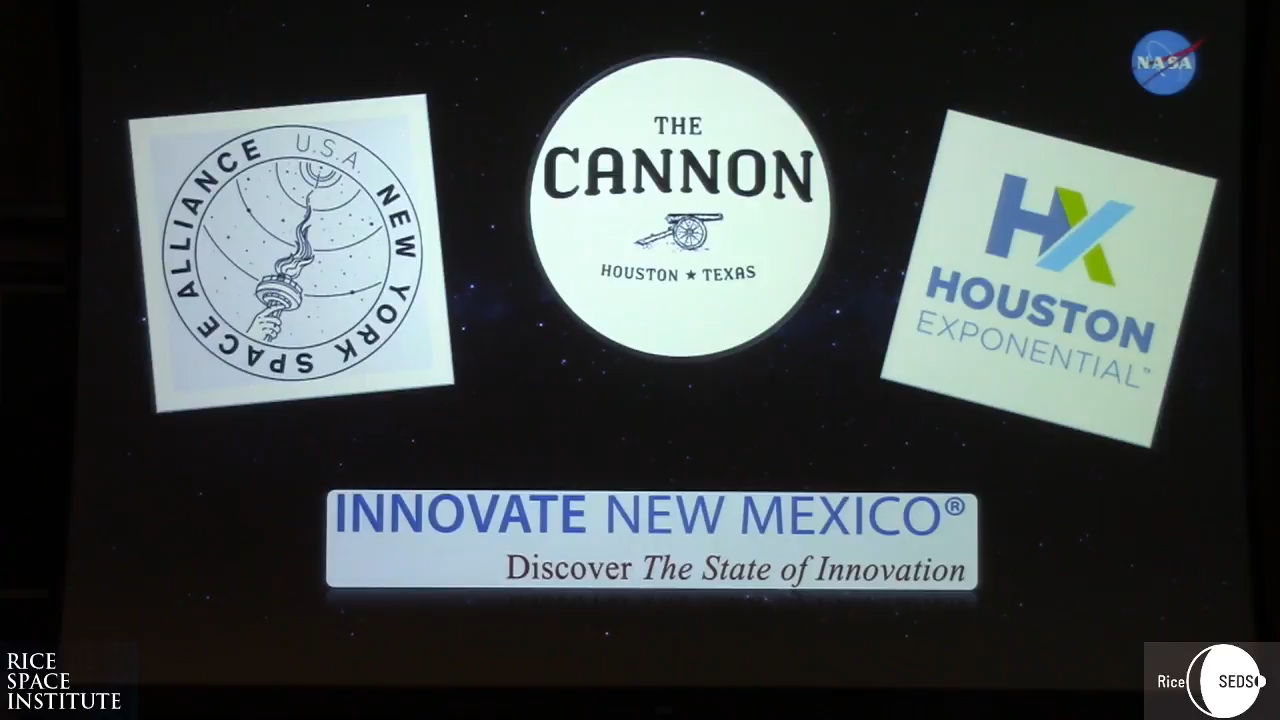 NASA
U.S.A
NEW YORK SPACE ALLIANCE
THE
CANNON
HOUSTON ★ TEXAS
HX
HOUSTON
EXPONENTIAL™
INNOVATE NEW MEXICO®
Discover The State of Innovation
RICE
SPACE
INSTITUTE
Rice SEDS